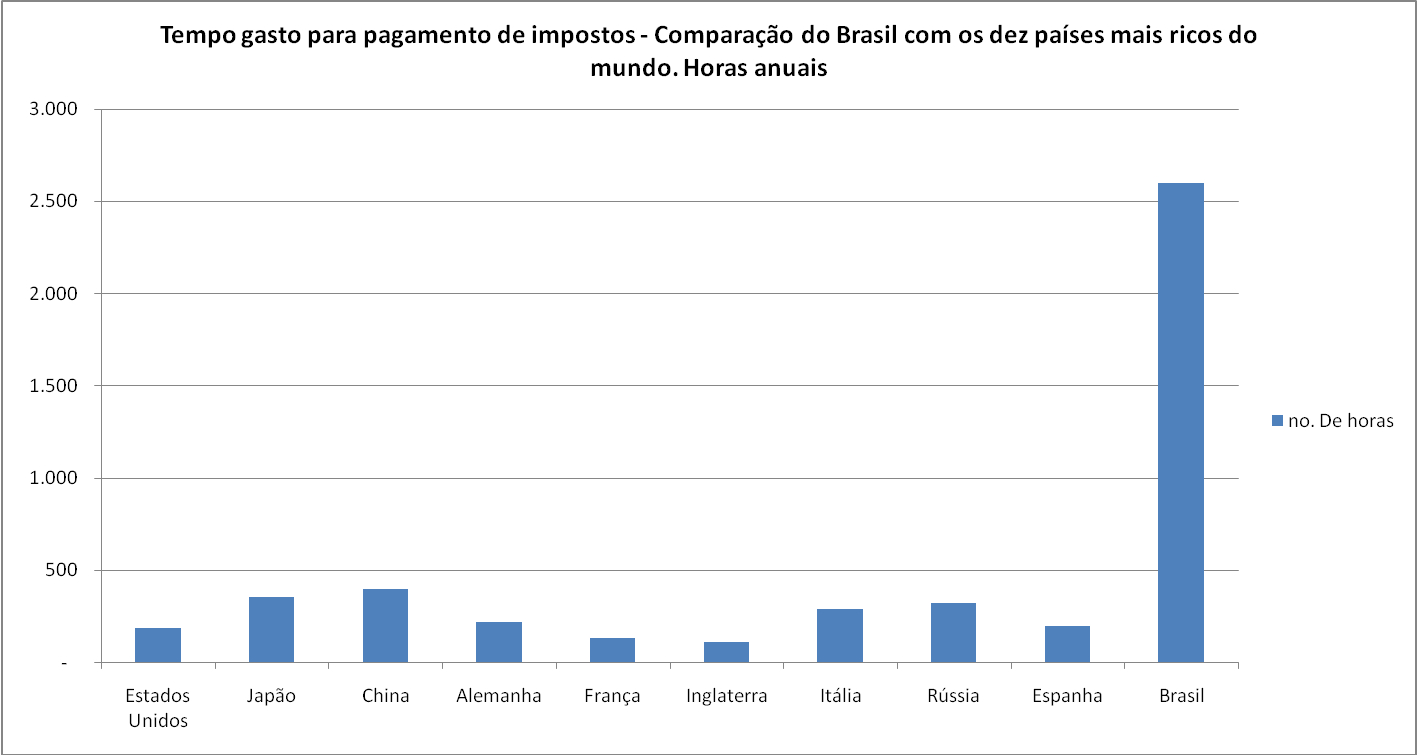 Tempo gasto para pagamento de impostos - Comparação do Brasil com os dez países mais ricos do
mundo. Horas anuais
3.000
2.500
2.000
1.500
1.000
500
-
no. De horas
Estados
Unidos
Japão
China
Alemanha
França
Inglaterra
Itália
Rússia
Espanha
Brasil